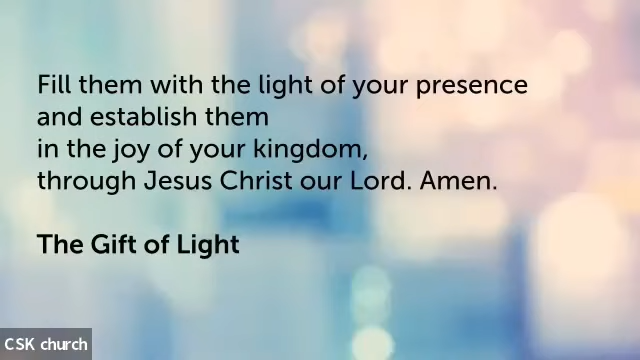 Fill them with the light of your presence
and establish them
in the joy of your kingdom,
through Jesus Christ our Lord. Amen.
The Gift of Light
CSK church